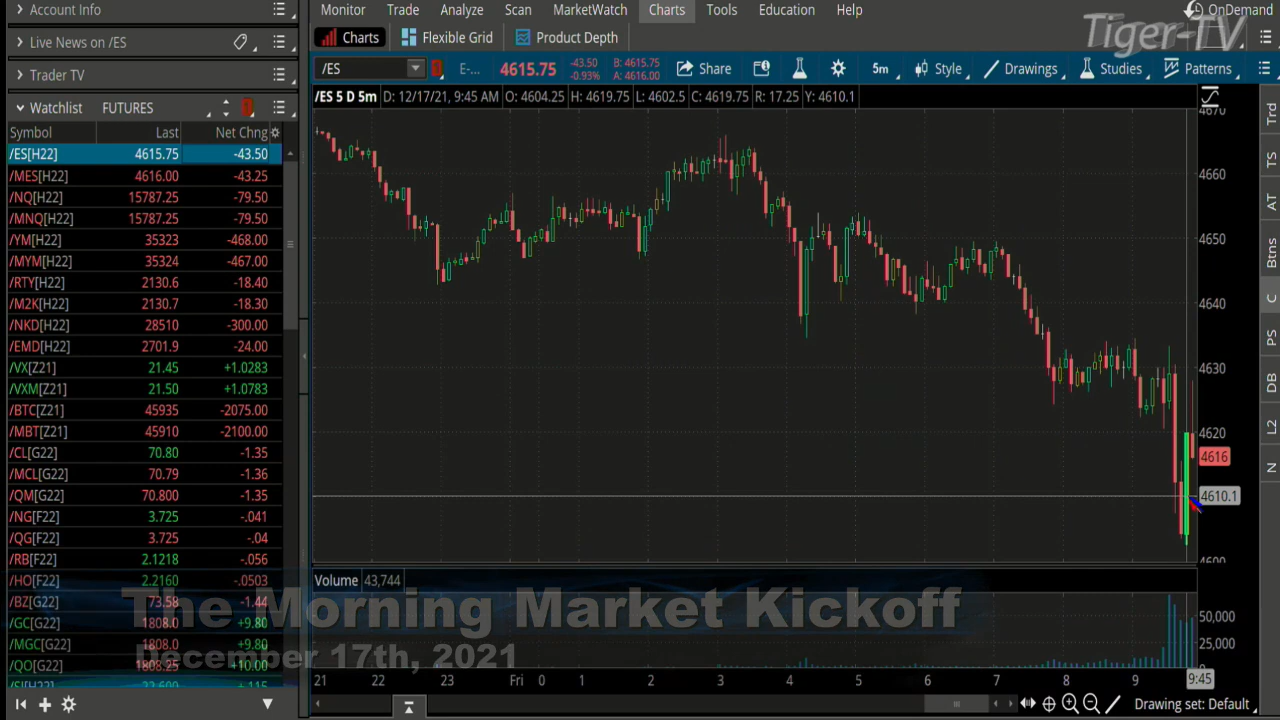 Account Info
Monitor Trade Analyze Scan MarketWatch Charts Tools Education Help
OnDemand
Tiger-TV
Live News on /ES
Charts Flexible Grid Product Depth
Trader TV
/ES E-... 4615.75 -43.50 -0.93% B: 4615.75 A: 4616.00 Share 5m Style Drawings Studies Patterns
Watchlist FUTURES
/ES 5 D 5m D: 12/17/21, 9:45 AM O: 4604.25 H: 4619.75 L: 4602.5 C: 4619.75 R: 17.25 Y: 4610.1
Symbol Last Net Chng
/ES[H22] 4615.75 -43.50
/MES[H22] 4616.00 -43.25
/NQ[H22] 15787.25 -79.50
/MNQ[H22] 15787.25 -79.50
/YM[H22] 35323 -468.00
/MYM[H22] 35324 -467.00
/RTY[H22] 2130.6 -18.40
/M2K[H22] 2130.7 -18.30
/NKD[H22] 28510 -300.00
/EMD[H22] 2701.9 -24.00
/VX[Z21] 21.45 +1.0283
/VXM[Z21] 21.50 +1.0783
/BTC[Z21] 45935 -2075.00
/MBT[Z21] 45910 -2100.00
/CL[G22] 70.80 -1.35
/MCL[G22] 70.79 -1.36
/QM[G22] 70.800 -1.35
/NG[F22] 3.725 -.041
/QG[F22] 3.725 -.04
/RB[F22] 2.1218 -.056
/HO[F22] 2.2160 -.0503
/BZ[G22] 73.58 -1.44
/GC[G22] 1808.0 +9.80
/MGC[G22] 1808.0 +9.80
/QO[G22] 1808.25 +10.00
/SI[H22] 22.600 +.115
4670
4660
4650
4640
4630
4620
4616
4610.1
4600
Trd
TS
AT
Btns
C
PS
DB
L2
N
Volume 43,744
50,000
25,000
The Morning Market Kickoff
December 17th, 2021
21 22 23 Fri 0 1 2 3 4 5 6 7 8 9 9:45
Drawing set: Default